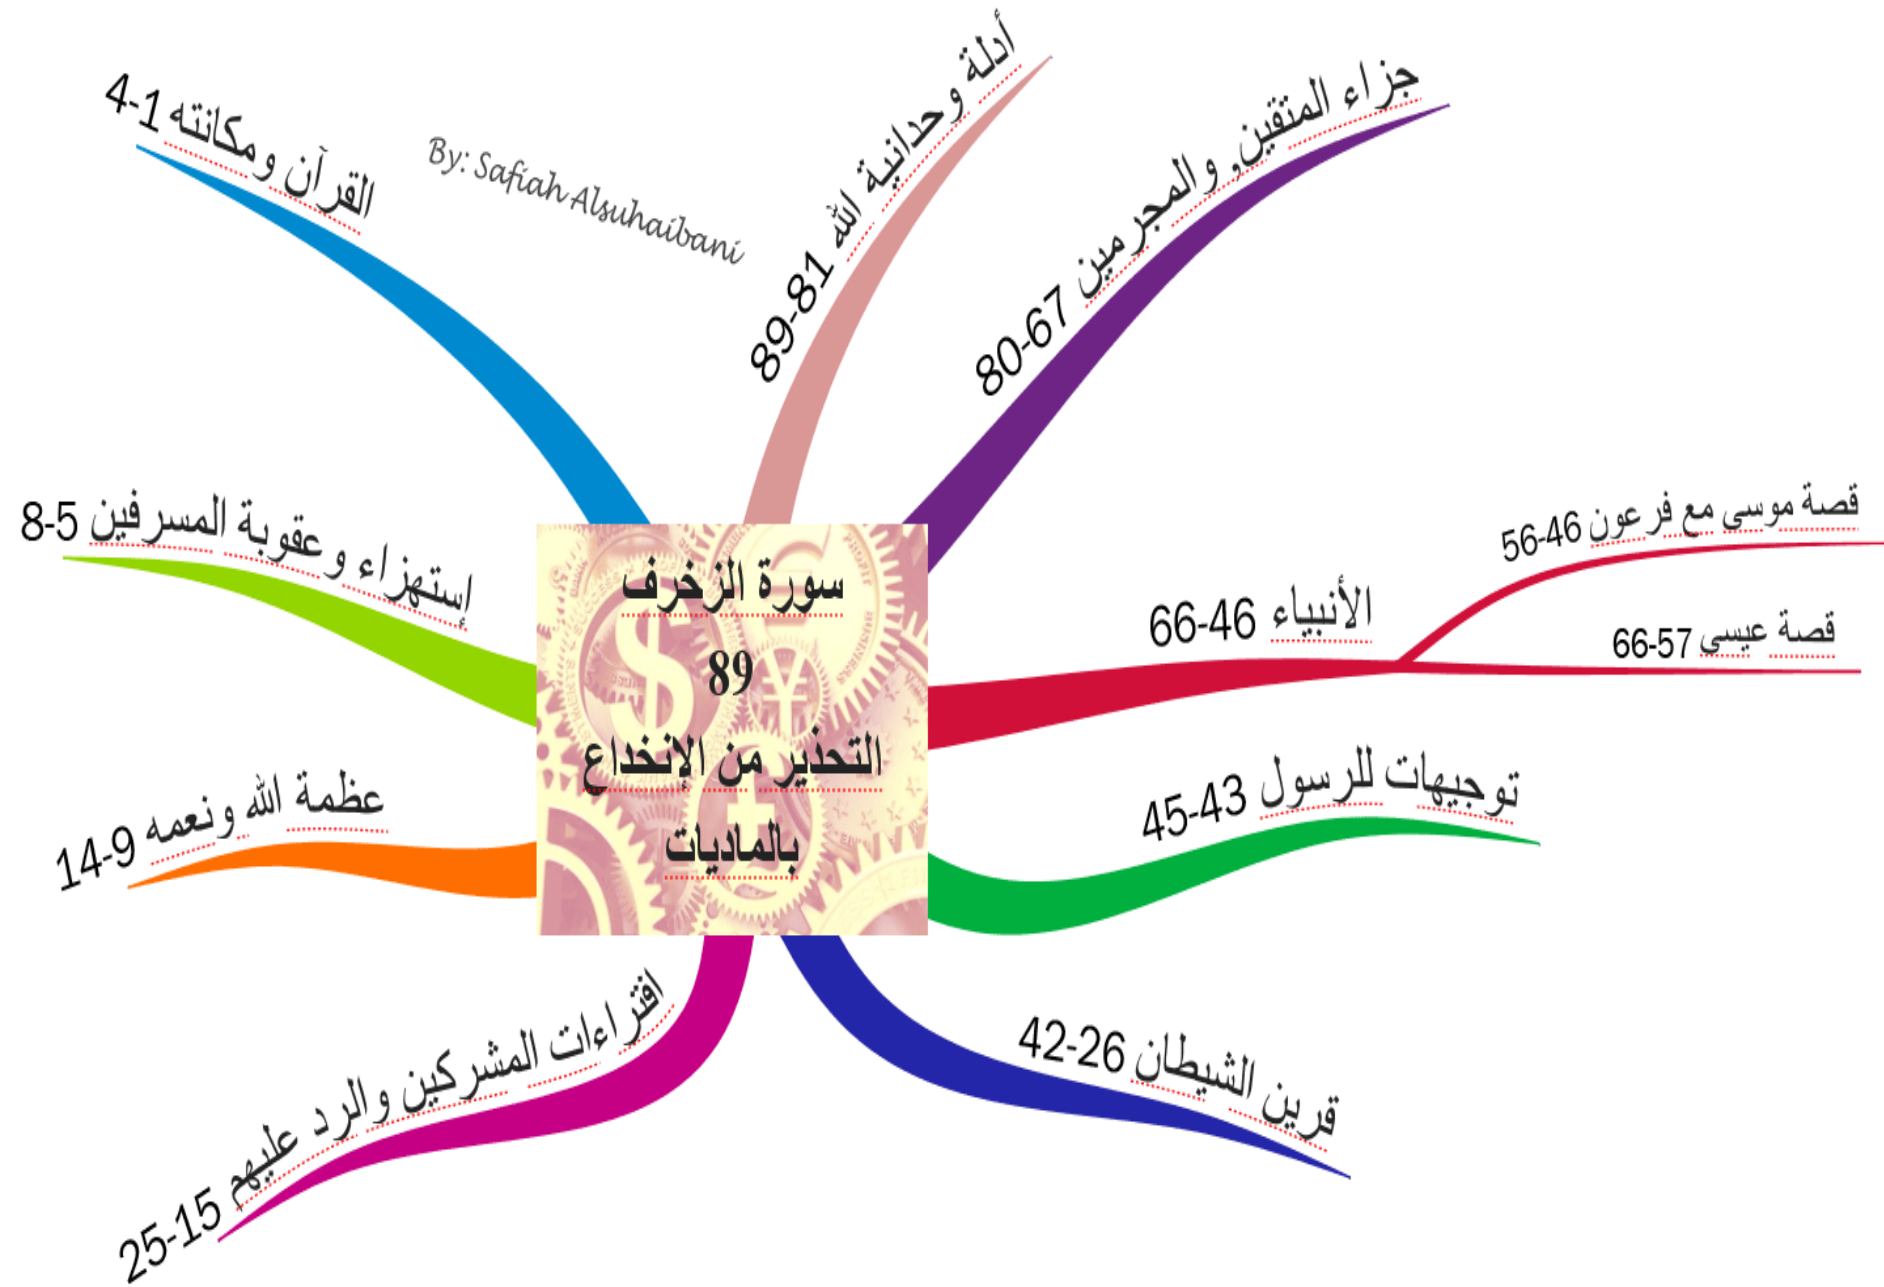 سورة الزخرف
89
التحذير من الإنخداع
بالماديات
By: Safiah Alsuhaibani
القرآن ومكانته 1-4
إستهزاء وعقوبة المسرفين 5-8
عظمة الله ونعمه 9-14
افتراءات المشركين والرد عليهم 15-25
قرين الشيطان 26-42
توجيهات للرسول 43-45
الأنبياء 46-66
قصة موسى مع فرعون 46-56
قصة عيسى 57-66
جزاء المتقين, والمجرمين 67-80
أدلة وحدانية الله 81-89